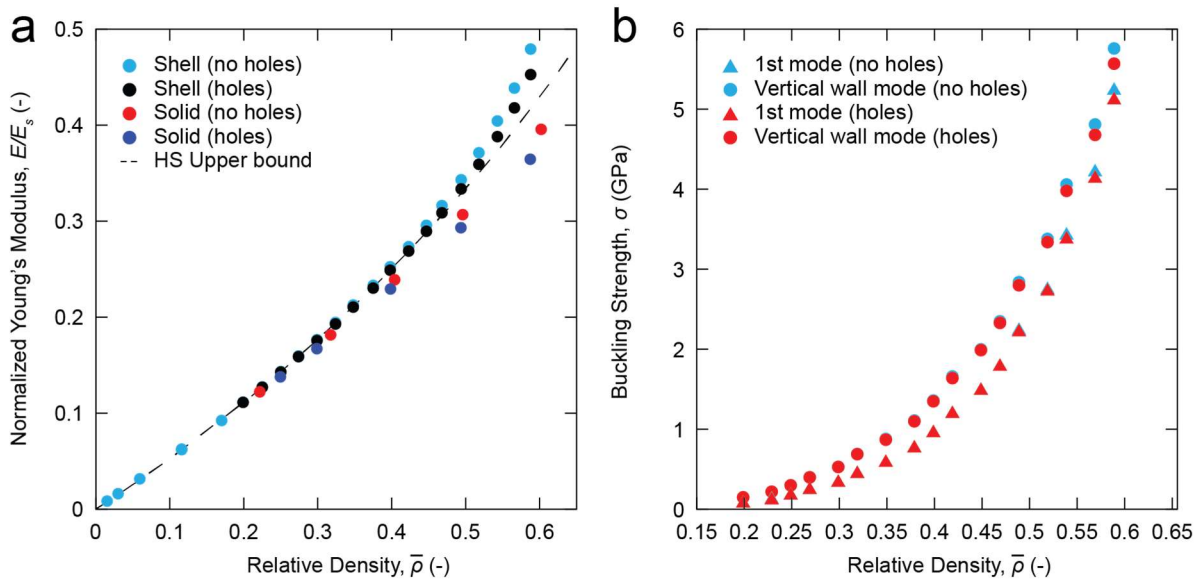 a
0.5
0.4
0.3
0.2
0.1
0
0.1
0.2
0.3
0.4
0.5
0.6
Normalized Young's Modulus, E/Es (-)
Relative Density, ρ̅ (-)
Shell (no holes)
Shell (holes)
Solid (no holes)
Solid (holes)
HS Upper bound
b
6
5
4
3
2
1
0
0.15
0.2
0.25
0.3
0.35
0.4
0.45
0.5
0.55
0.6
0.65
Buckling Strength, σ (GPa)
Relative Density, ρ̅ (-)
1st mode (no holes)
Vertical wall mode (no holes)
1st mode (holes)
Vertical wall mode (holes)